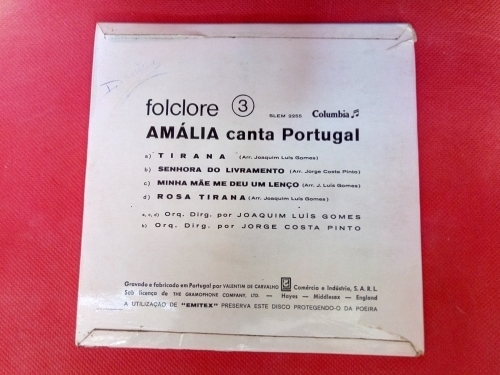 folclore 3 SLEM 2255 Columbia
AMÁLIA canta Portugal
a) TIRANA (Arr. Joaquim Luís Gomes)
b) SENHORA DO LIVRAMENTO (Arr. Jorge Costa Pinto)
c) MINHA MÃE ME DEU UM LENÇO (Arr. J. Luís Gomes)
d) ROSA TIRANA (Arr. Joaquim Luís Gomes)
a, c, d) Orq. Dirg. por JOAQUIM LUÍS GOMES
b) Orq. Dirg. por JORGE COSTA PINTO
Gravado e fabricado em Portugal por VALENTIM DE CARVALHO Comércio e Indústria, S.A.R.L.
Sob licença de THE GRAMOPHONE COMPANY, LTD. — Hayes — Middlesex — England
A UTILIZAÇÃO DE "EMITEX" PRESERVA ESTE DISCO PROTEGENDO-O DA POEIRA